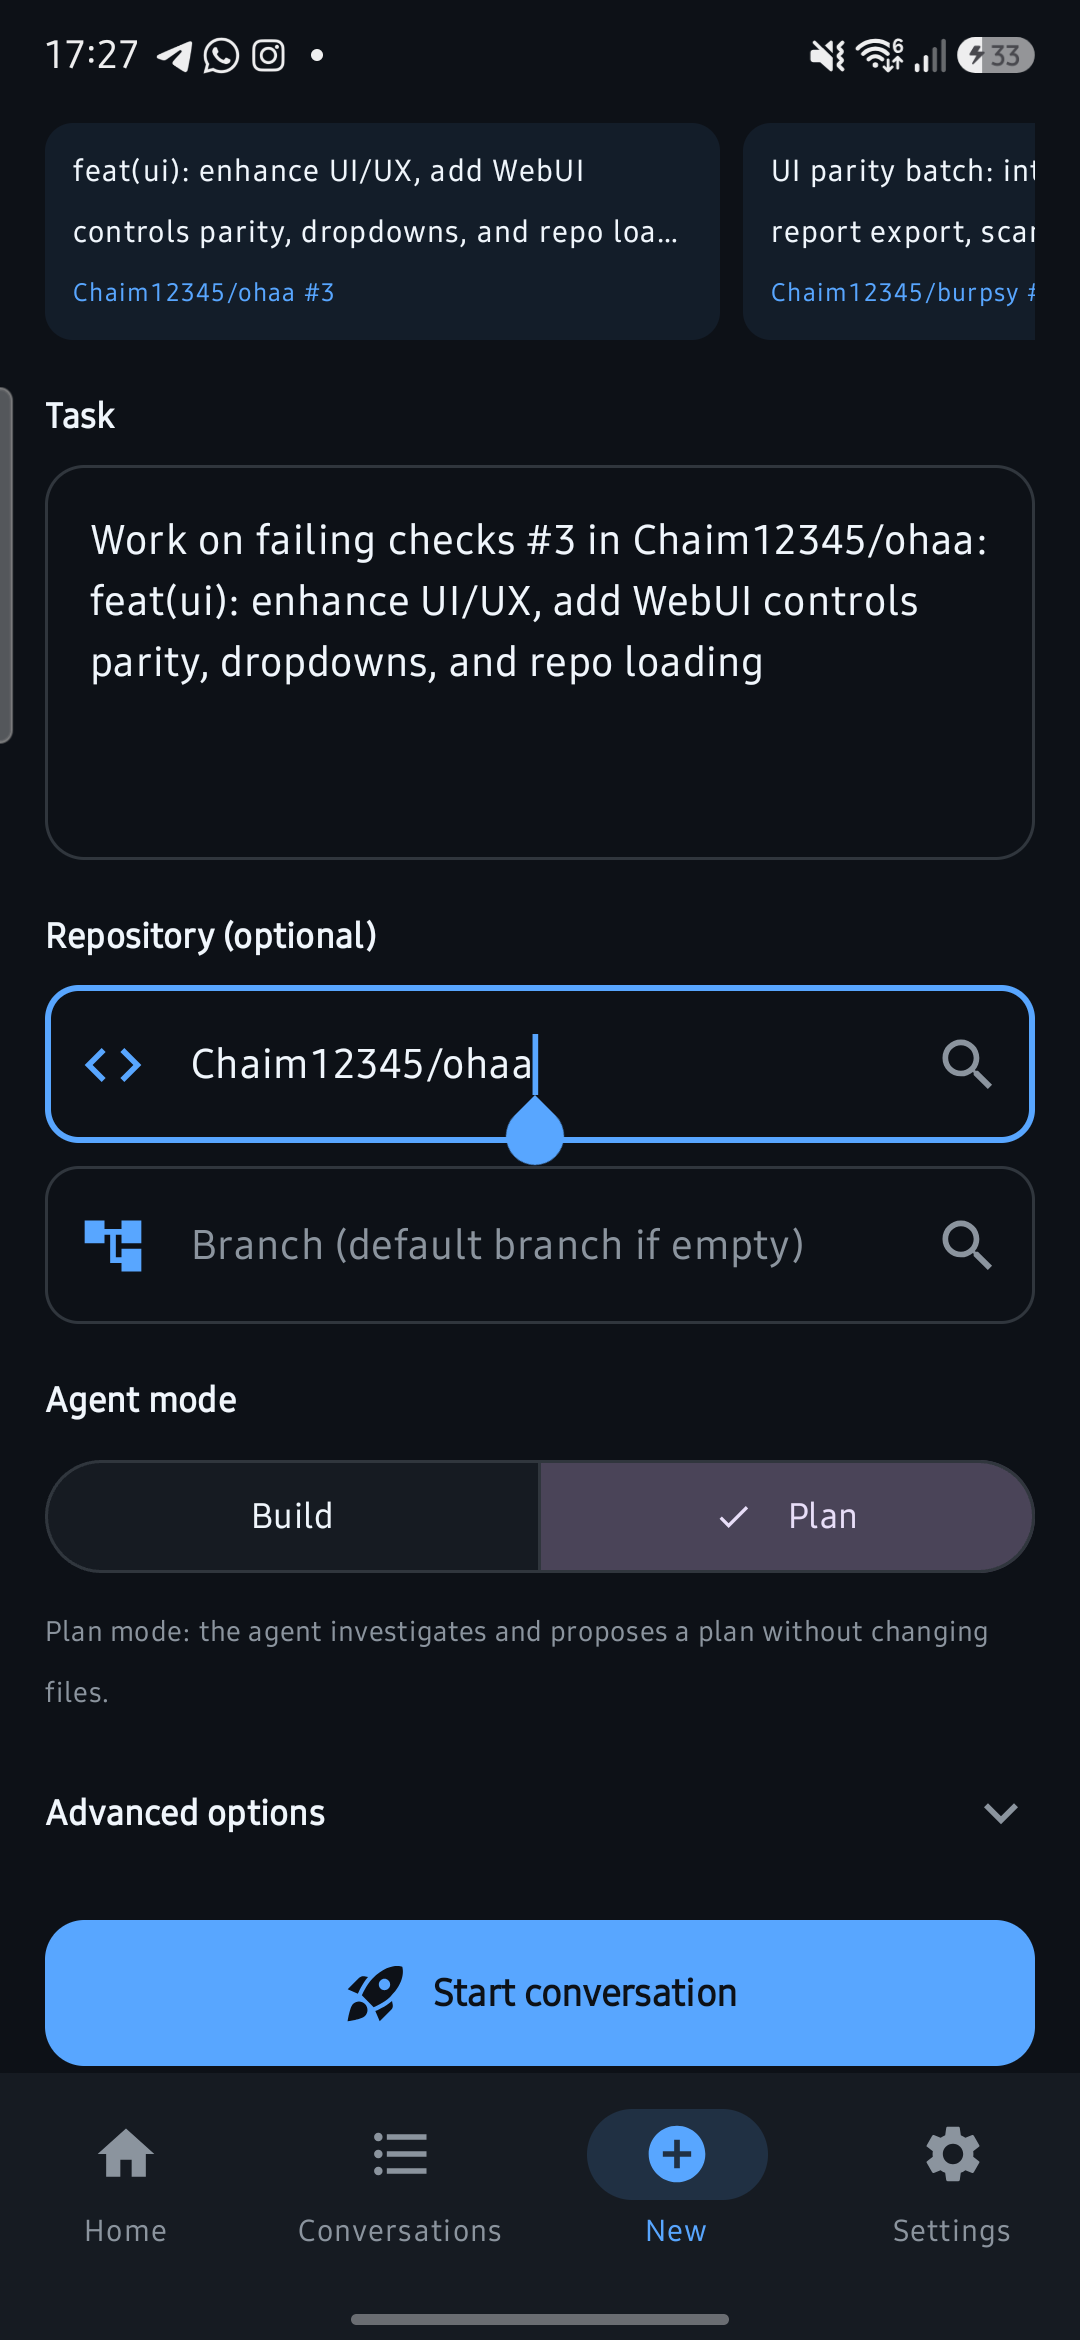 17:27
6
33
feat(ui): enhance UI/UX, add WebUI
controls parity, dropdowns, and repo loa...
Chaim12345/ohaa #3
UI parity batch: int
report export, scar
Chaim12345/burpsy #
Task
Work on failing checks #3 in Chaim12345/ohaa:
feat(ui): enhance UI/UX, add WebUI controls
parity, dropdowns, and repo loading
Repository (optional)
Chaim12345/ohaa
Branch (default branch if empty)
Agent mode
Build
Plan
Plan mode: the agent investigates and proposes a plan without changing
files.
Advanced options
Start conversation
Home
Conversations
New
Settings